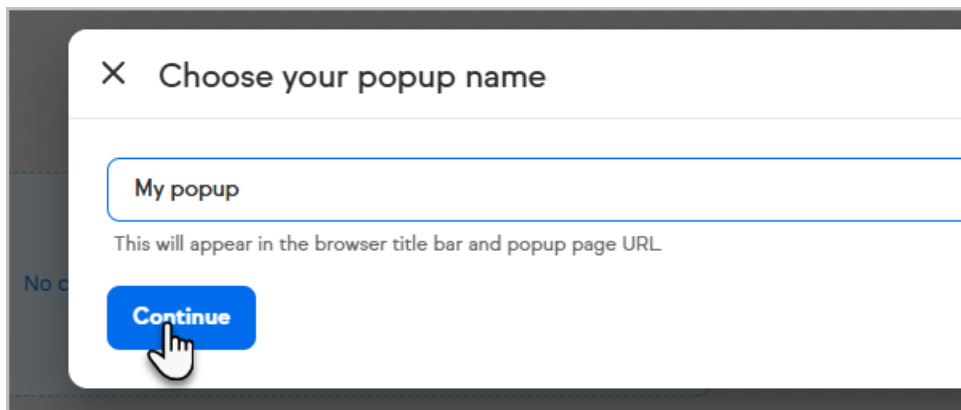 Choose your popup name
My popup
This will appear in the browser title bar and popup page URL
No c
Continue